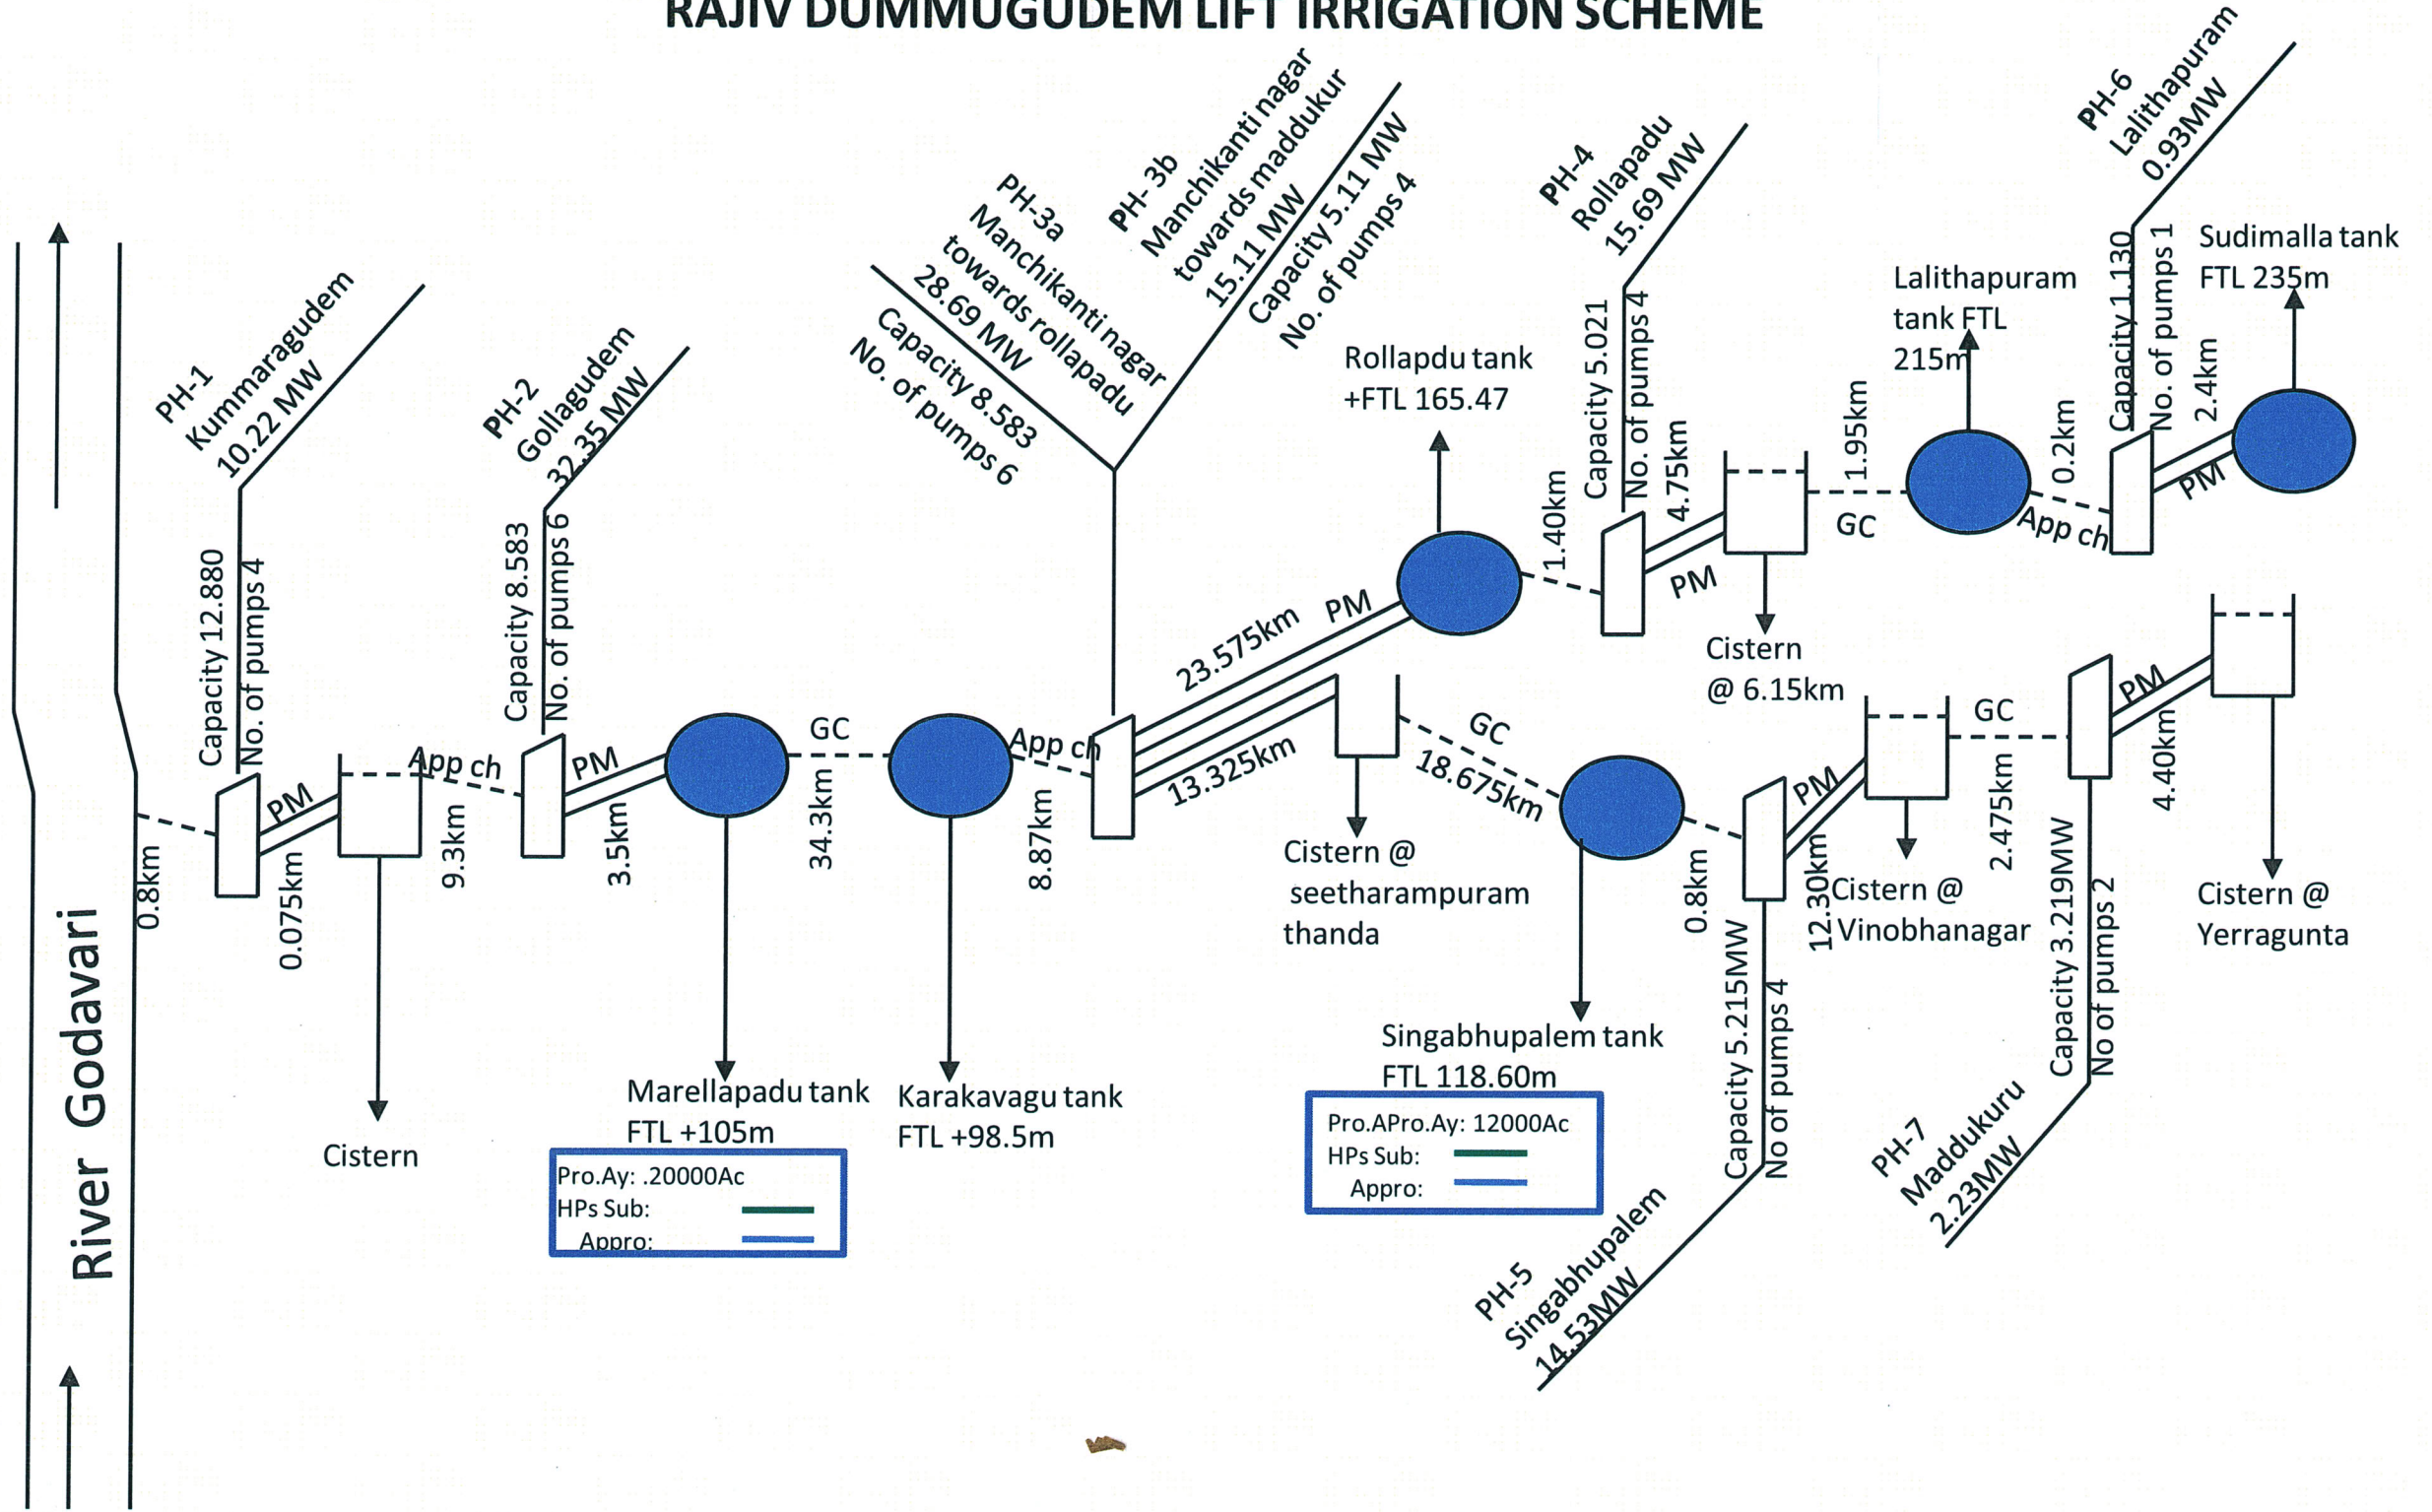 RAJIV DUMMUGUDEM LIFT IRRIGATION SCHEME
River Godavari
0.8km
PH-1
Kummaragudem
10.22 MW
Capacity 12.880
No. of pumps 4
PM
0.075km
Cistern
App ch
9.3km
PH-2
Gollagudem
32.35 MW
Capacity 8.583
No. of pumps 6
PM
3.5km
Marellapadu tank
FTL +105m
Pro.Ay: .20000Ac
HPs Sub:
Appro:
GC
34.3km
Karakavagu tank
FTL +98.5m
App ch
8.87km
PH-3a
Manchikanti nagar
towards rollapadu
28.69 MW
Capacity 8.583
No. of pumps 6
PH- 3b
Manchikanti nagar
towards maddukur
15.11 MW
Capacity 5.11 MW
No. of pumps 4
23.575km
PM
Rollapdu tank
+FTL 165.47
1.40km
PH-4
Rollapadu
15.69 MW
Capacity 5.021
No. of pumps 4
4.75km
PM
Cistern
@ 6.15km
1.95km
GC
Lalithapuram
tank FTL
215m
0.2km
App ch
PH-6
Lalithapuram
0.93MW
Capacity 1.130
No. of pumps 1
2.4km
PM
Sudimalla tank
FTL 235m
13.325km
Cistern @
seetharampuram
thanda
GC
18.675km
Singabhupalem tank
FTL 118.60m
Pro.APro.Ay: 12000Ac
HPs Sub:
Appro:
0.8km
PH-5
Singabhupalem
14.53MW
Capacity 5.215MW
No of pumps 4
PM
12.30km
Cistern @
Vinobhanagar
GC
2.475km
PH-7
Maddukuru
2.23MW
Capacity 3.219MW
No of pumps 2
PM
4.40km
Cistern @
Yerragunta